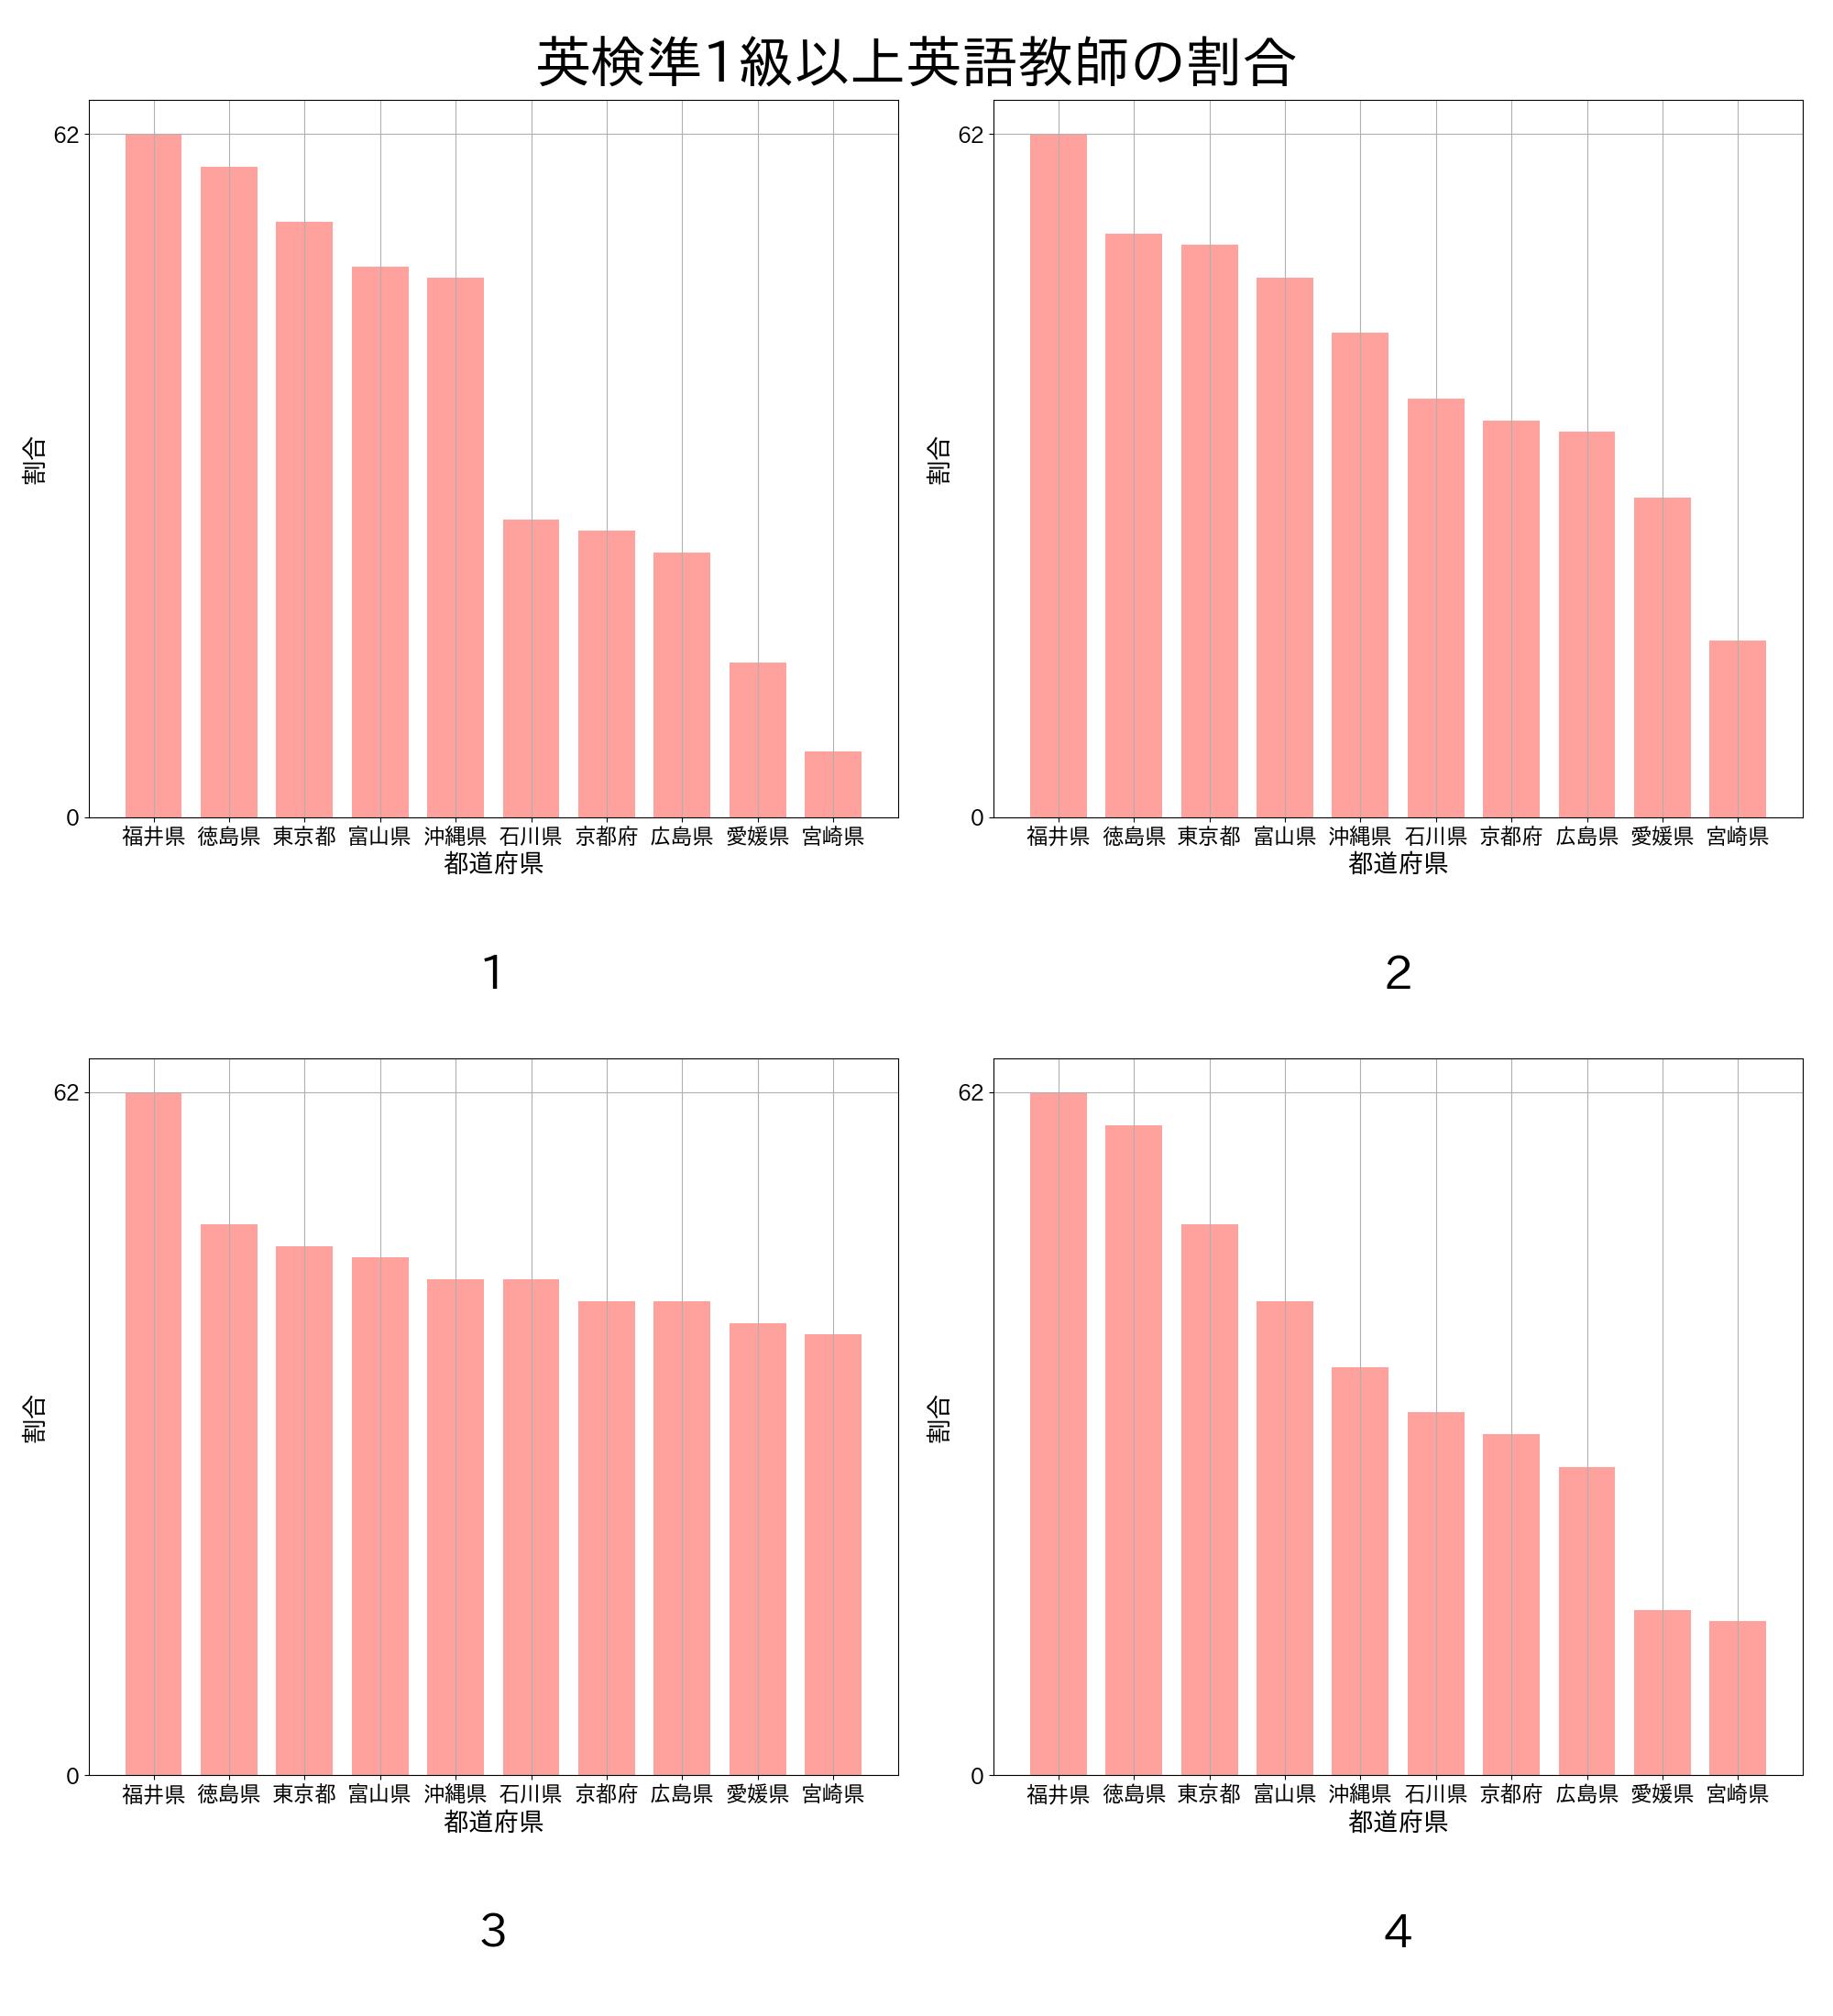 英検準1級以上英語教師の割合
62
0
割合
福井県 徳島県 東京都 富山県 沖縄県 石川県 京都府 広島県 愛媛県 宮崎県
都道府県
1
62
0
割合
福井県 徳島県 東京都 富山県 沖縄県 石川県 京都府 広島県 愛媛県 宮崎県
都道府県
2
62
0
割合
福井県 徳島県 東京都 富山県 沖縄県 石川県 京都府 広島県 愛媛県 宮崎県
都道府県
3
62
0
割合
福井県 徳島県 東京都 富山県 沖縄県 石川県 京都府 広島県 愛媛県 宮崎県
都道府県
4